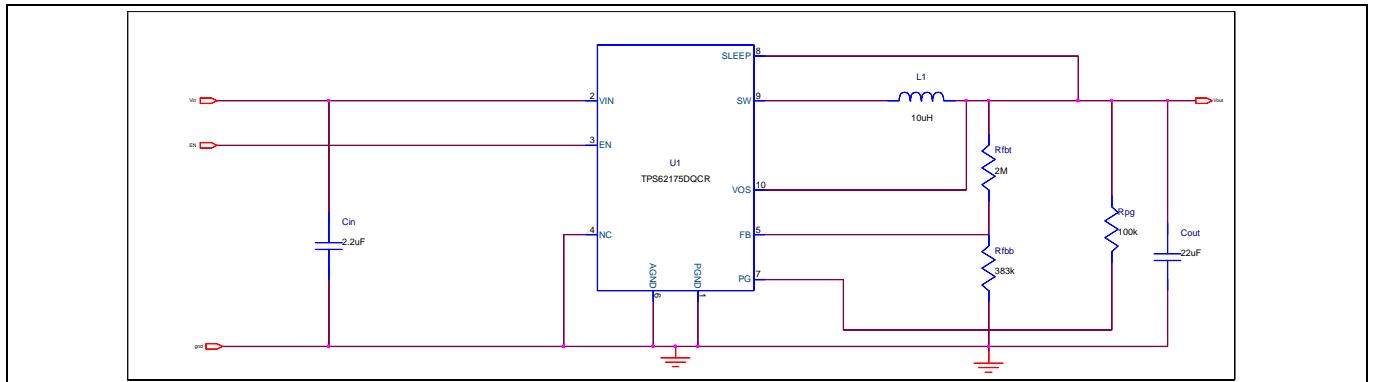 SLEEP
8
L1
Vin
2
VIN
SW
9
10uH
Vout
EN
3
EN
U1
TPS62175DQCR
Rfbt
2M
VOS
10
Cin
2.2uF
4
NC
FB
5
Rfbb
383k
Rpg
100k
Cout
22uF
AGND
PGND
PG
7
6
1
gnd